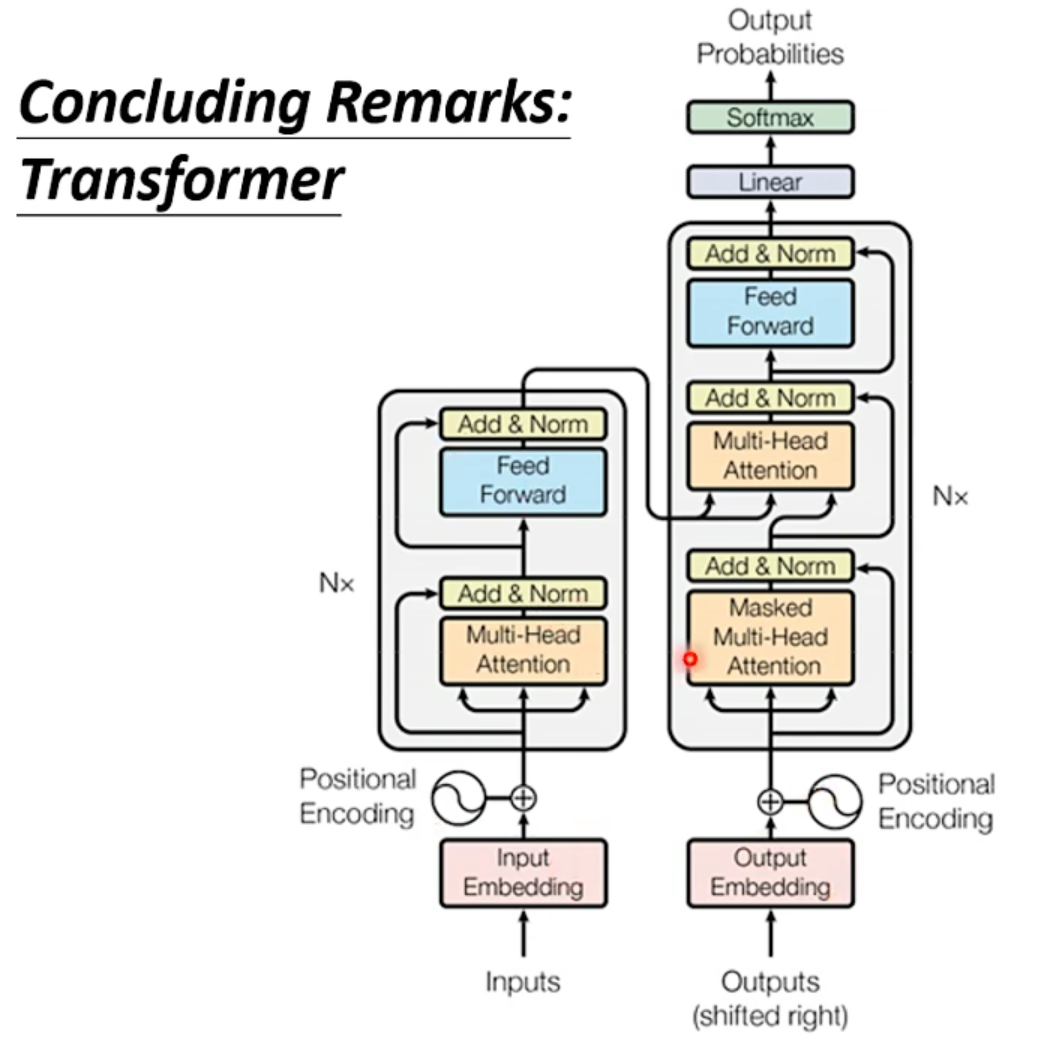 Concluding Remarks:
Transformer
Output
Probabilities
Softmax
Linear
Add & Norm
Feed
Forward
Add & Norm
Multi-Head
Attention
Nx
Add & Norm
Masked
Multi-Head
Attention
Add & Norm
Feed
Forward
Nx
Add & Norm
Multi-Head
Attention
Positional
Encoding
Positional
Encoding
Input
Embedding
Output
Embedding
Inputs
Outputs
(shifted right)